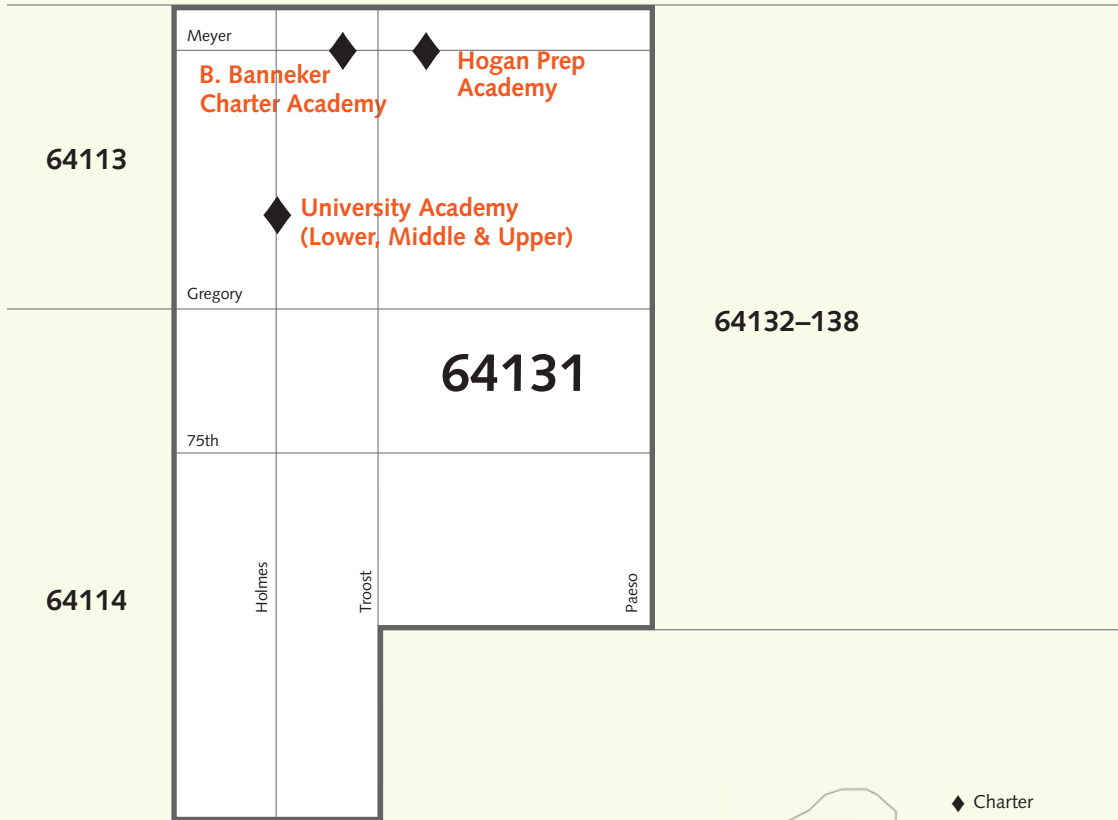 Meyer
B. Banneker
Charter Academy
Hogan Prep
Academy
64113
University Academy
(Lower, Middle & Upper)
Gregory
64132–138
64131
75th
Holmes
Troost
Paeso
64114
Charter